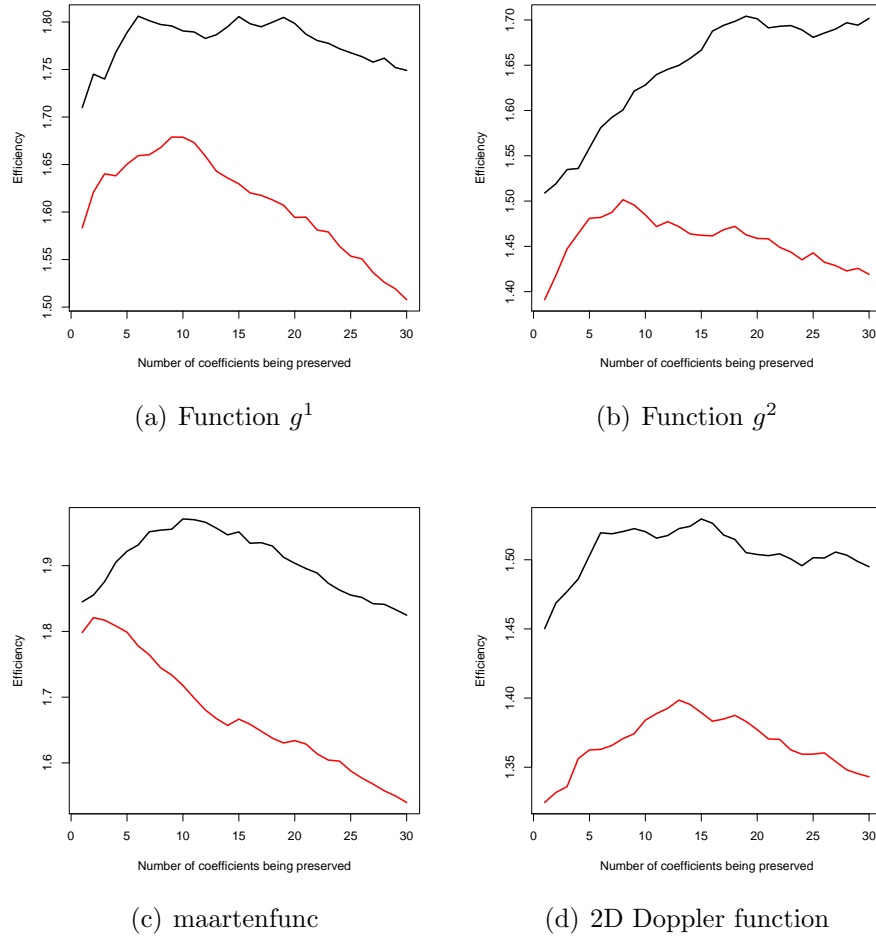 1.80
1.75
1.70
1.65
1.60
1.55
1.50
Efficiency
0 5 10 15 20 25 30
Number of coefficients being preserved
(a) Function g¹
1.70
1.65
1.60
1.55
1.50
1.45
1.40
Efficiency
0 5 10 15 20 25 30
Number of coefficients being preserved
(b) Function g²
1.9
1.8
1.7
1.6
Efficiency
0 5 10 15 20 25 30
Number of coefficients being preserved
(c) maartenfunc
1.50
1.45
1.40
1.35
Efficiency
0 5 10 15 20 25 30
Number of coefficients being preserved
(d) 2D Doppler function